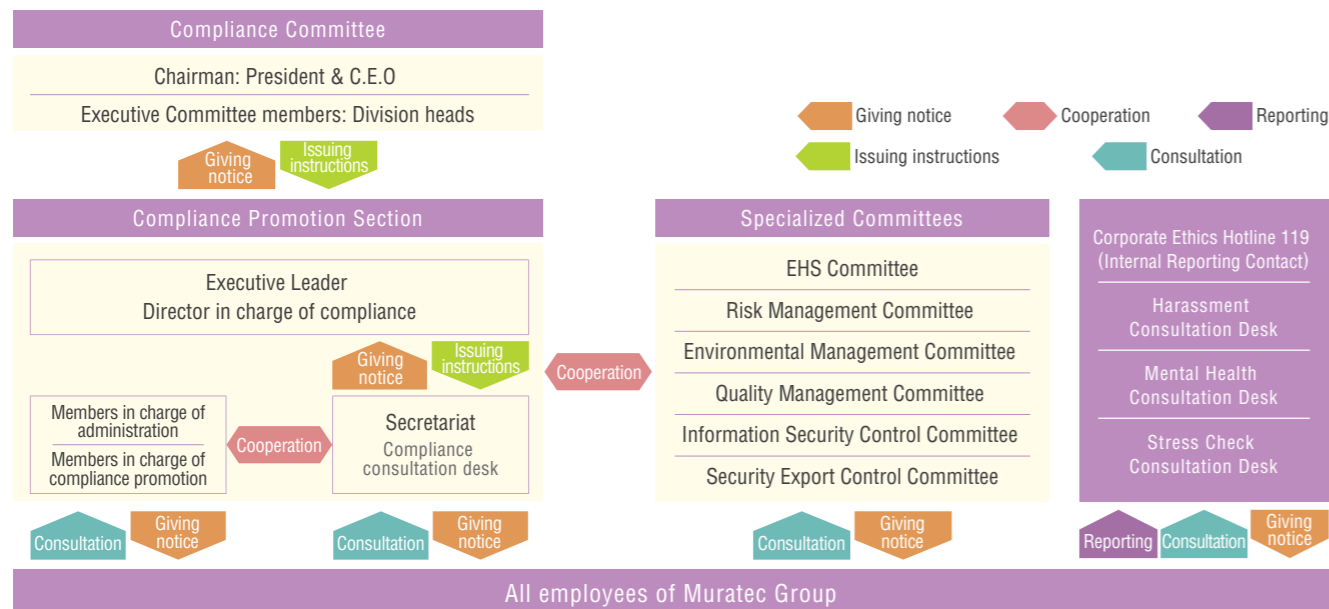 Compliance Committee
Chairman: President & C.E.O
Executive Committee members: Division heads
Giving
notice
Issuing
instructions
Giving notice
Cooperation
Reporting
Issuing instructions
Consultation
Compliance Promotion Section
Executive Leader
Director in charge of compliance
Giving
notice
Issuing
instructions
Members in charge of
administration
Members in charge of
compliance promotion
Cooperation
Secretariat
Compliance
consultation desk
Cooperation
Specialized Committees
EHS Committee
Risk Management Committee
Environmental Management Committee
Quality Management Committee
Information Security Control Committee
Security Export Control Committee
Corporate Ethics Hotline 119
(Internal Reporting Contact)
Harassment
Consultation Desk
Mental Health
Consultation Desk
Stress Check
Consultation Desk
Consultation
Giving
notice
Consultation
Giving
notice
Consultation
Giving
notice
Reporting
Consultation
Giving
notice
All employees of Muratec Group